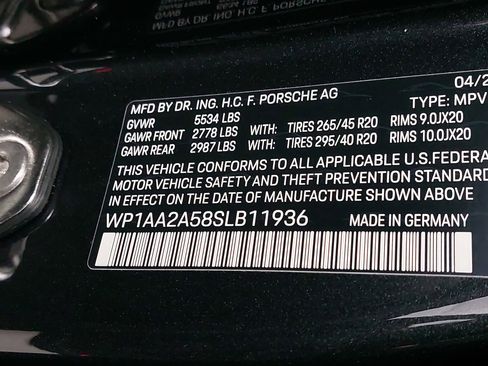 04/2
MFD BY DR. ING. H.C. F. PORSCHE AG TYPE: MPV
GVWR 5534 LBS
GAWR FRONT 2778 LBS WITH: TIRES 265/45 R20 RIMS 9.0JX20
GAWR REAR 2987 LBS WITH: TIRES 295/40 R20 RIMS 10.0JX20
THIS VEHICLE CONFORMS TO ALL APPLICABLE U.S.FEDERA
MOTOR VEHICLE SAFETY AND THEFT PREVENTION STANDAR
IN EFFECT ON THE DATE OF MANUFACTURE SHOWN ABOVE
WP1AA2A58SLB11936 MADE IN GERMANY